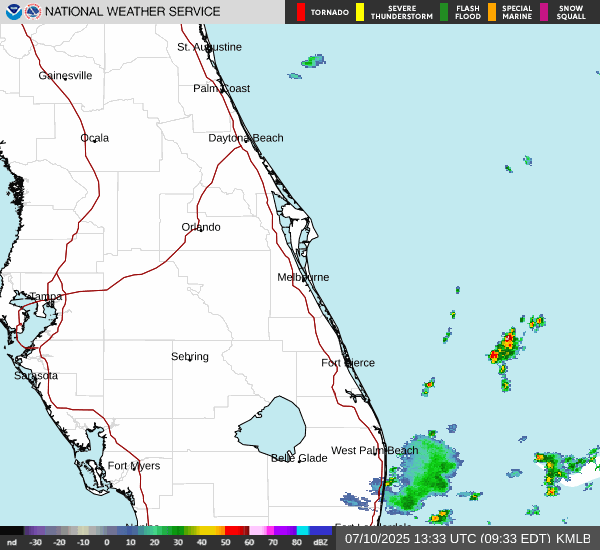 NATIONAL WEATHER SERVICE
TORNADO
SEVERE THUNDERSTORM
FLASH FLOOD
SPECIAL MARINE
SNOW SQUALL
St. Augustine
Gainesville
Palm Coast
Ocala
Daytona Beach
Orlando
Melbourne
Tampa
Sebring
Fort Pierce
Sarasota
West Palm Beach
Belle Glade
Fort Myers
nd -30 -20 -10 0 10 20 30 40 50 60 70 80 dBZ
07/10/2025 13:33 UTC (09:33 EDT) KMLB